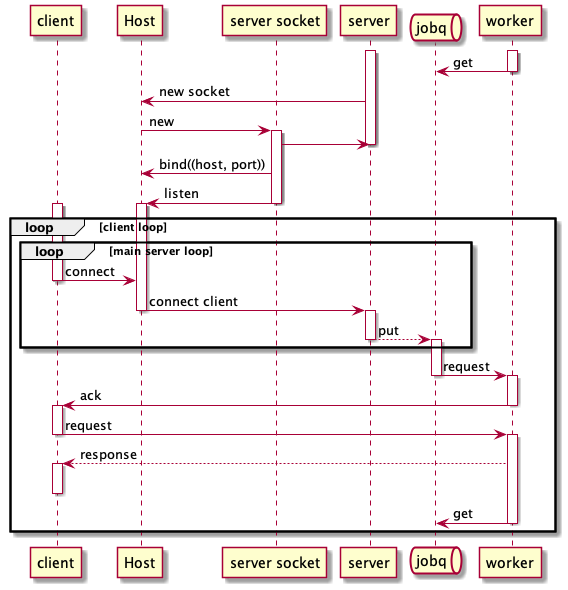 client
Host
server socket
server
jobq
worker
get
new socket
new
bind((host, port))
listen
loop [client loop]
loop [main server loop]
connect
connect client
put
request
ack
request
response
get
client
Host
server socket
server
jobq
worker